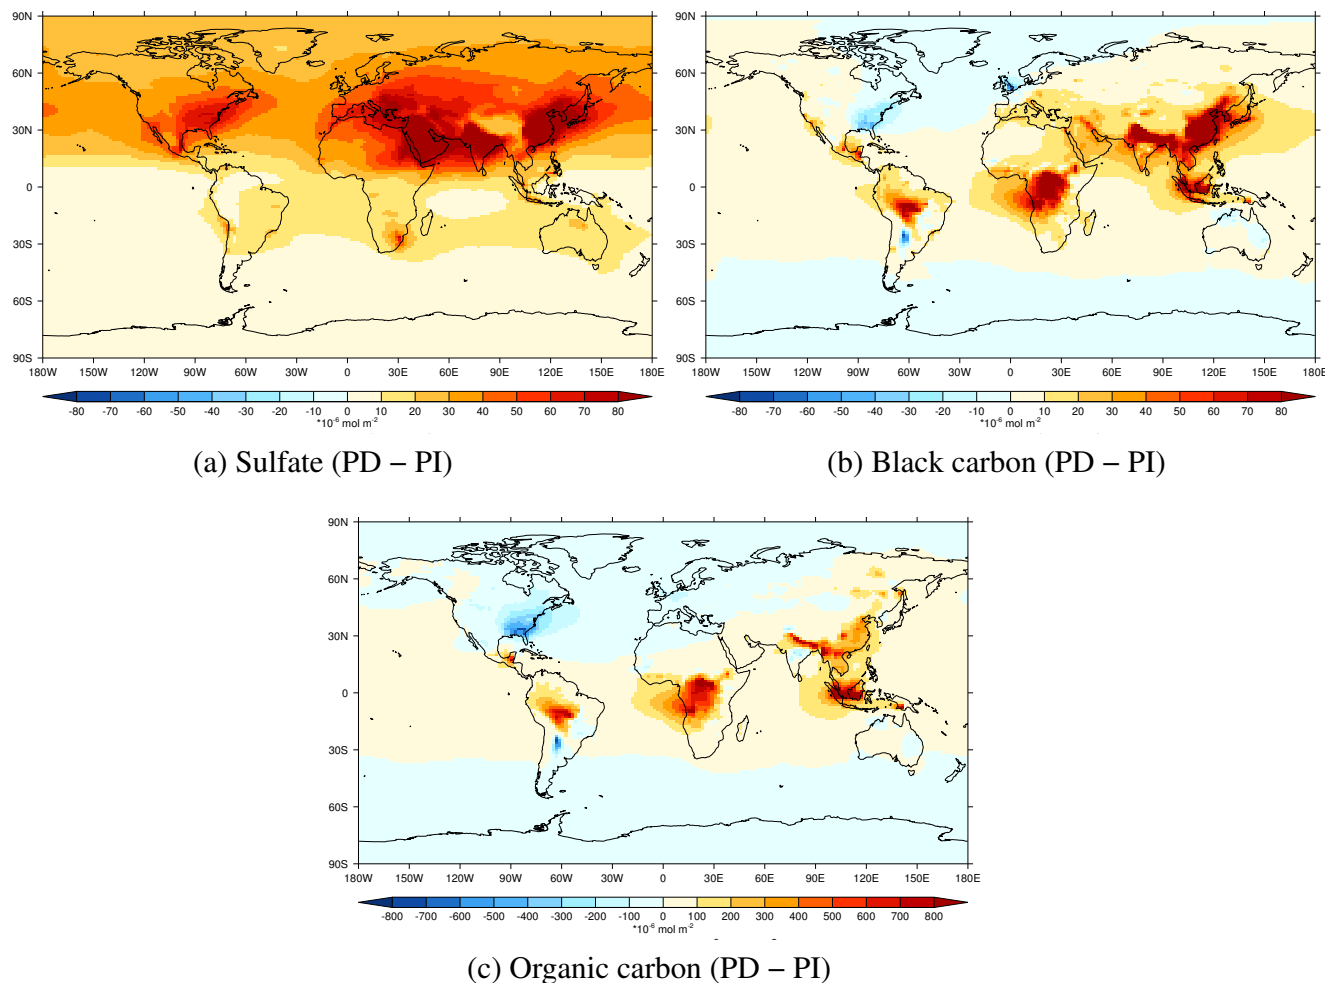 90N
60N
30N
0
30S
60S
90S
180W 150W 120W 90W 60W 30W 0 30E 60E 90E 120E 150E 180E
-80 -70 -60 -50 -40 -30 -20 -10 0 10 20 30 40 50 60 70 80
*10⁻⁶ mol m⁻²
(a) Sulfate (PD − PI)
90N
60N
30N
0
30S
60S
90S
180W 150W 120W 90W 60W 30W 0 30E 60E 90E 120E 150E 180E
-80 -70 -60 -50 -40 -30 -20 -10 0 10 20 30 40 50 60 70 80
*10⁻⁶ mol m⁻²
(b) Black carbon (PD − PI)
90N
60N
30N
0
30S
60S
90S
180W 150W 120W 90W 60W 30W 0 30E 60E 90E 120E 150E 180E
-800 -700 -600 -500 -400 -300 -200 -100 0 100 200 300 400 500 600 700 800
*10⁻⁶ mol m⁻²
(c) Organic carbon (PD − PI)